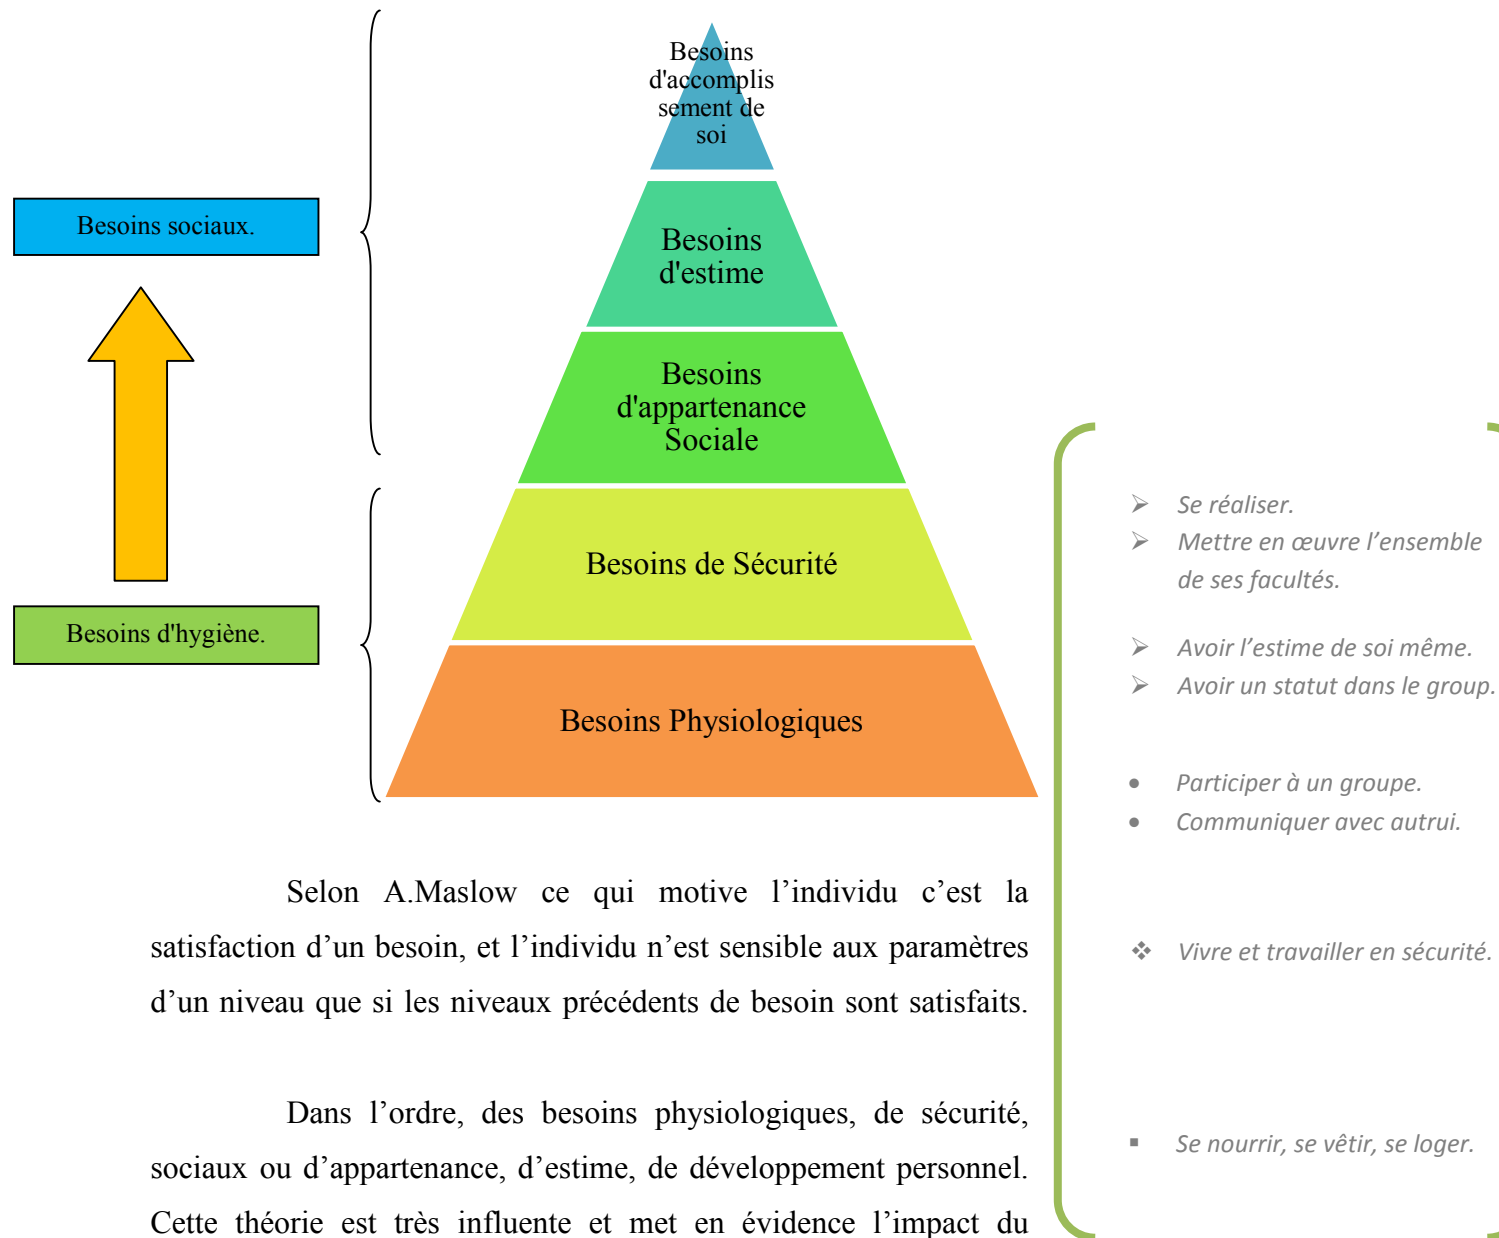 Besoins
d'accomplis
sement de
soi
Besoins sociaux.
Besoins
d'estime
Besoins
d'appartenance
Sociale
Besoins de Sécurité
Besoins d'hygiène.
Besoins Physiologiques
➢ Se réaliser.
➢ Mettre en œuvre l’ensemble
de ses facultés.
➢ Avoir l’estime de soi même.
➢ Avoir un statut dans le group.
• Participer à un groupe.
• Communiquer avec autrui.
❖ Vivre et travailler en sécurité.
▪ Se nourrir, se vêtir, se loger.
Selon A.Maslow ce qui motive l’individu c’est la
satisfaction d’un besoin, et l’individu n’est sensible aux paramètres
d’un niveau que si les niveaux précédents de besoin sont satisfaits.
Dans l’ordre, des besoins physiologiques, de sécurité,
sociaux ou d’appartenance, d’estime, de développement personnel.
Cette théorie est très influente et met en évidence l’impact du